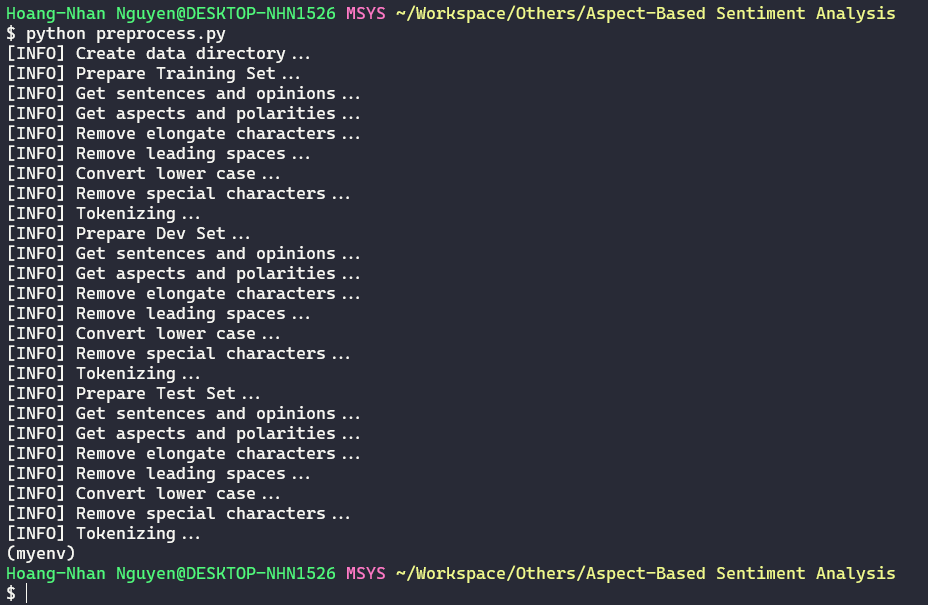 Hoang-Nhan Nguyen@DESKTOP-NHN1526 MSYS ~/Workspace/Others/Aspect-Based Sentiment Analysis
$ python preprocess.py
[INFO] Create data directory...
[INFO] Prepare Training Set...
[INFO] Get sentences and opinions...
[INFO] Get aspects and polarities...
[INFO] Remove elongate characters...
[INFO] Remove leading spaces...
[INFO] Convert lower case...
[INFO] Remove special characters...
[INFO] Tokenizing...
[INFO] Prepare Dev Set...
[INFO] Get sentences and opinions...
[INFO] Get aspects and polarities...
[INFO] Remove elongate characters...
[INFO] Remove leading spaces...
[INFO] Convert lower case...
[INFO] Remove special characters...
[INFO] Tokenizing...
[INFO] Prepare Test Set...
[INFO] Get sentences and opinions...
[INFO] Get aspects and polarities...
[INFO] Remove elongate characters...
[INFO] Remove leading spaces...
[INFO] Convert lower case...
[INFO] Remove special characters...
[INFO] Tokenizing...
(myenv)
Hoang-Nhan Nguyen@DESKTOP-NHN1526 MSYS ~/Workspace/Others/Aspect-Based Sentiment Analysis
$